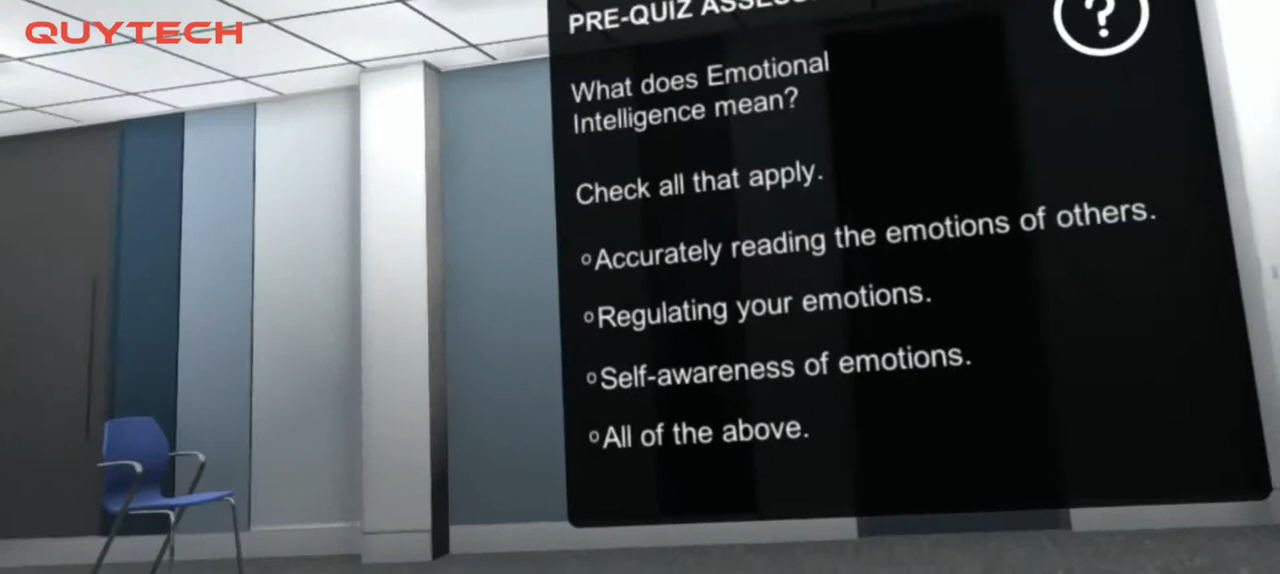 QUYTECH
PRE-QUIZ
?
What does Emotional
Intelligence mean?
Check all that apply.
Accurately reading the emotions of others.
Regulating your emotions.
Self-awareness of emotions.
All of the above.